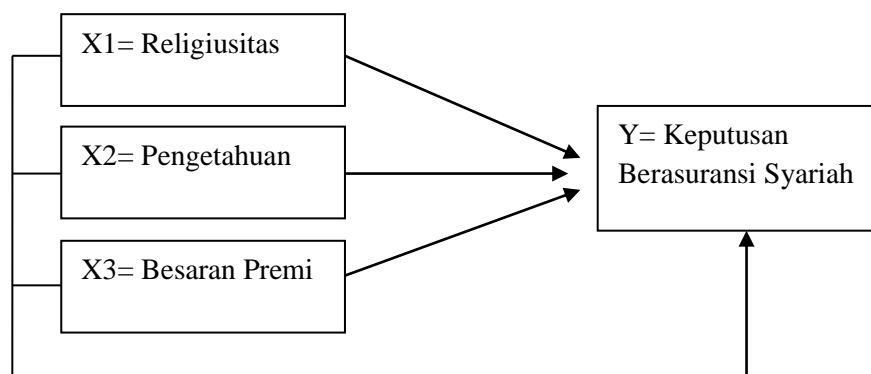 X1= Religiusitas
X2= Pengetahuan
X3= Besaran Premi
Y= Keputusan
Berasuransi Syariah